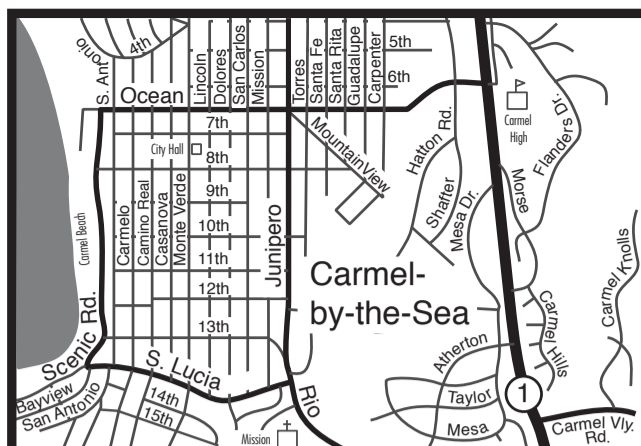 4th
S. Antonio
Lincoln
Dolores
San Carlos
Mission
Torres
Santa Fe
Santa Rita
Guadalupe
Carpenter
5th
6th
Ocean
7th
City Hall
8th
Mountain View
Hatton Rd.
Shafter
Mesa Dr.
Morse
Carmel
High
Flanders Dr.
Carmel Beach
Carmelo
Camino Real
Casanova
Monte Verde
9th
10th
11th
12th
13th
Junipero
Carmel-
by-the-Sea
Scenic Rd.
S. Lucia
Bayview
San Antonio
14th
15th
Mission
Rio
Atherton
Taylor
Mesa
1
Carmel Hills
Carmel Knolls
Carmel Vly.
Rd.